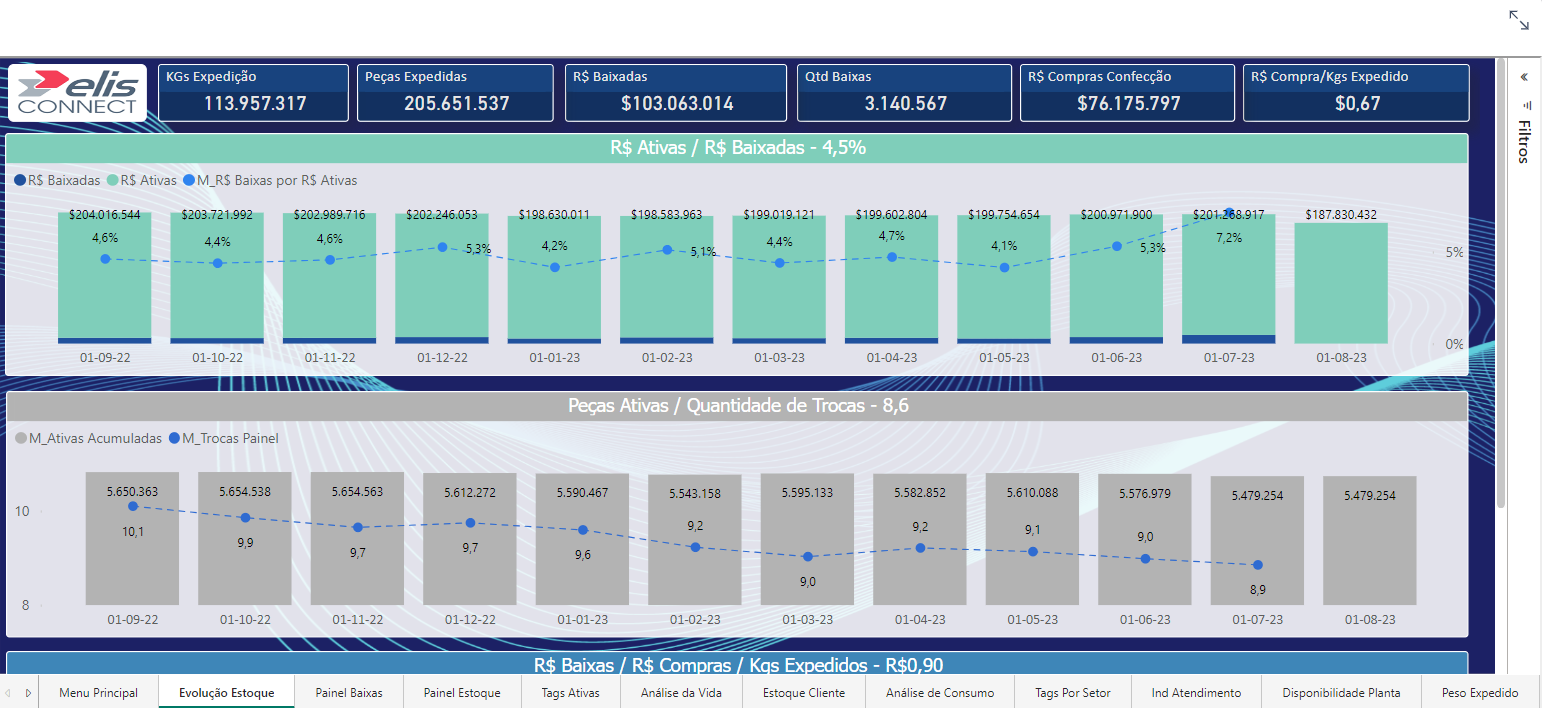 elis
CONNECT
KGs Expedição
113.957.317
Peças Expedidas
205.651.537
R$ Baixadas
$103.063.014
Qtd Baixas
3.140.567
R$ Compras Confecção
$76.175.797
R$ Compra/Kgs Expedido
$0,67
Filtros
R$ Ativas / R$ Baixadas - 4,5%
R$ Baixadas R$ Ativas M_R$ Baixas por R$ Ativas
$204.016.544 $203.721.992 $202.989.716 $202.246.053 $198.630.011 $198.583.963 $199.019.121 $199.602.804 $199.754.654 $200.971.900 $201.268.917 $187.830.432
4,6% 4,4% 4,6% 5,3% 4,2% 5,1% 4,4% 4,7% 4,1% 5,3% 7,2%
5%
0%
01-09-22 01-10-22 01-11-22 01-12-22 01-01-23 01-02-23 01-03-23 01-04-23 01-05-23 01-06-23 01-07-23 01-08-23
Peças Ativas / Quantidade de Trocas - 8,6
M_Ativas Acumuladas M_Trocas Painel
5.650.363 5.654.538 5.654.563 5.612.272 5.590.467 5.543.158 5.595.133 5.582.852 5.610.088 5.576.979 5.479.254 5.479.254
10
10,1 9,9 9,7 9,7 9,6 9,2 9,0 9,2 9,1 9,0 8,9
8
01-09-22 01-10-22 01-11-22 01-12-22 01-01-23 01-02-23 01-03-23 01-04-23 01-05-23 01-06-23 01-07-23 01-08-23
R$ Baixas / R$ Compras / Kgs Expedidos - R$0,90
Menu Principal Evolução Estoque Painel Baixas Painel Estoque Tags Ativas Análise da Vida Estoque Cliente Análise de Consumo Tags Por Setor Ind Atendimento Disponibilidade Planta Peso Expedido